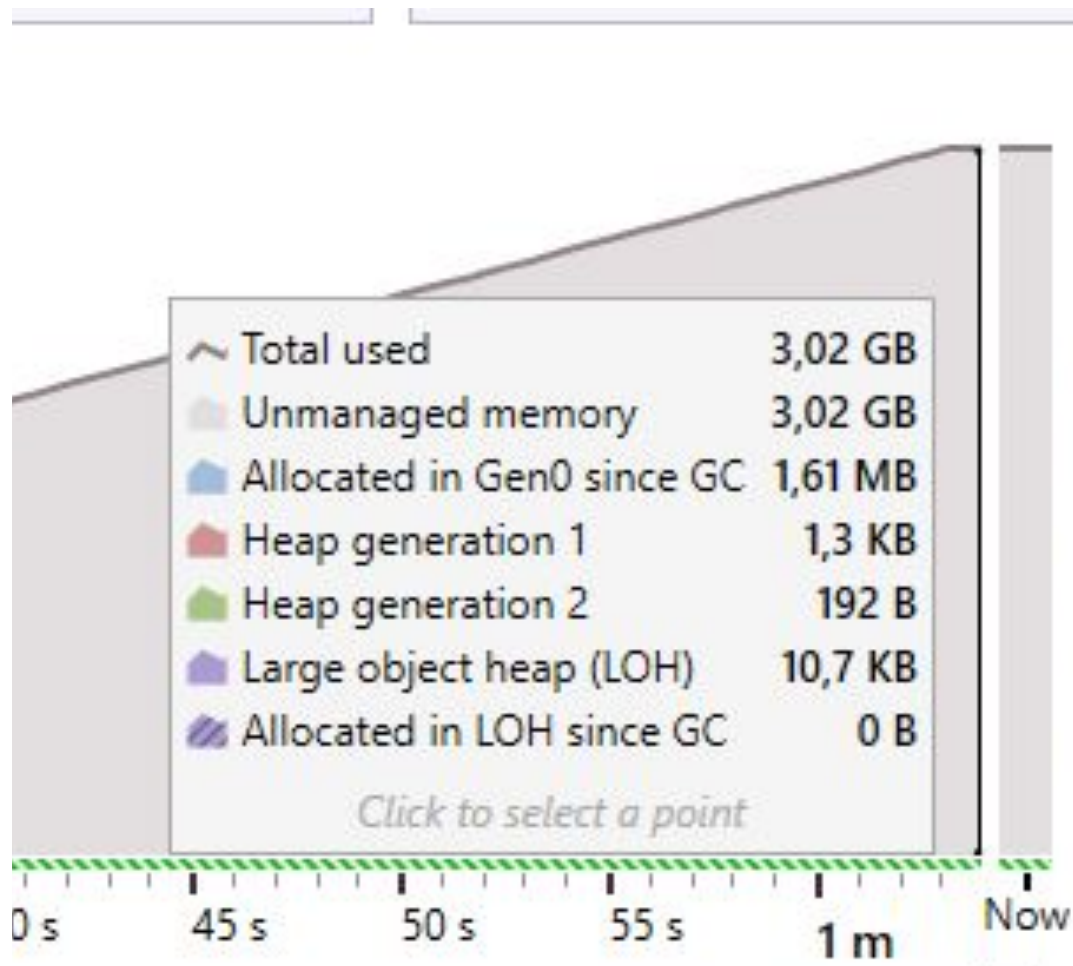 Total used 3,02 GB
Unmanaged memory 3,02 GB
Allocated in Gen0 since GC 1,61 MB
Heap generation 1 1,3 KB
Heap generation 2 192 B
Large object heap (LOH) 10,7 KB
Allocated in LOH since GC 0 B
Click to select a point
0 s 45 s 50 s 55 s 1 m Now